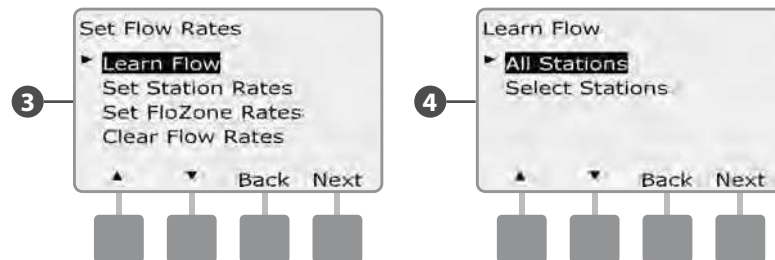 3
Set Flow Rates
► Learn Flow
Set Station Rates
Set FloZone Rates
Clear Flow Rates
▲ ▼ Back Next
4
Learn Flow
► All Stations
Select Stations
▲ ▼ Back Next